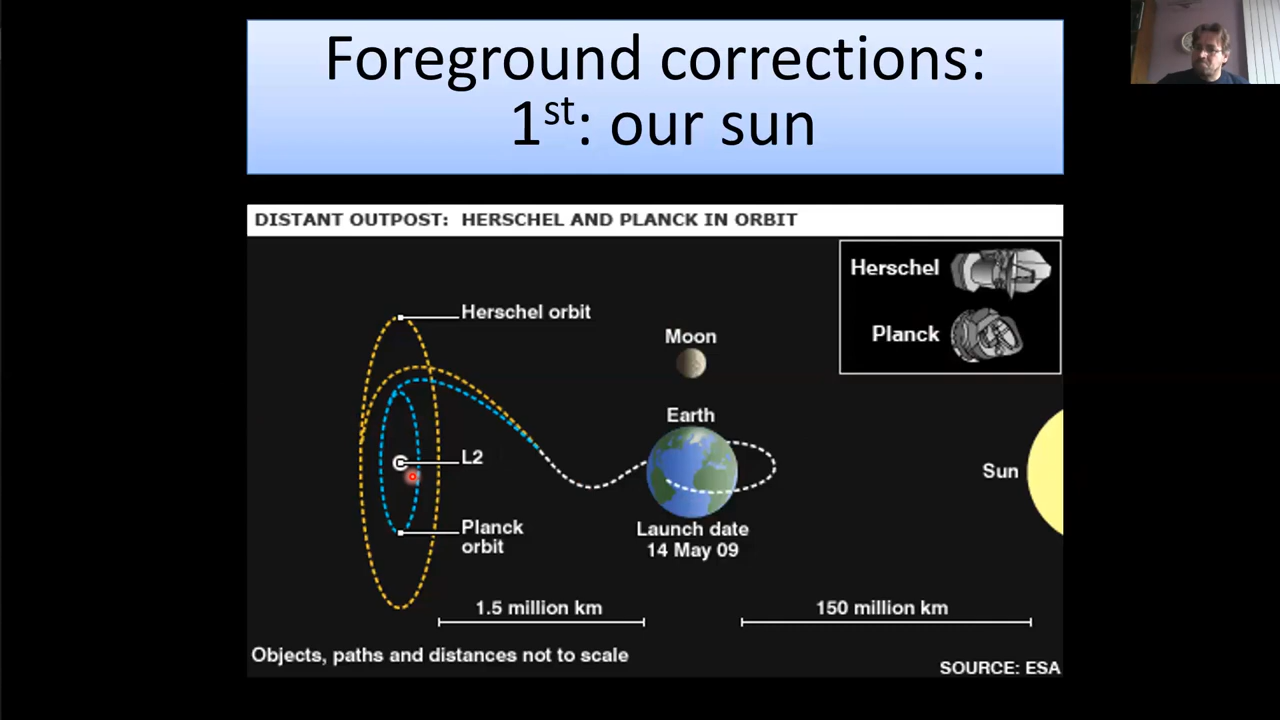 Foreground corrections:
1st: our sun
DISTANT OUTPOST: HERSCHEL AND PLANCK IN ORBIT
Herschel
Planck
Herschel orbit
Moon
Earth
L2
Sun
Planck
orbit
Launch date
14 May 09
1.5 million km
150 million km
Objects, paths and distances not to scale
SOURCE: ESA